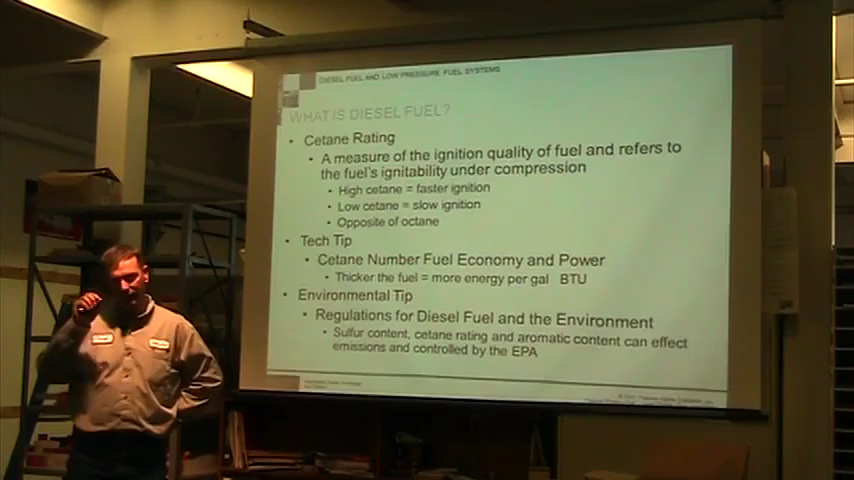 DIESEL FUEL AND LOW PRESSURE FUEL SYSTEMS
WHAT IS DIESEL FUEL?
• Cetane Rating
• A measure of the ignition quality of fuel and refers to
the fuel's ignitability under compression
• High cetane = faster ignition
• Low cetane = slow ignition
• Opposite of octane
• Tech Tip
• Cetane Number Fuel Economy and Power
• Thicker the fuel = more energy per gal BTU
• Environmental Tip
• Regulations for Diesel Fuel and the Environment
• Sulfur content, cetane rating and aromatic content can effect
emissions and controlled by the EPA